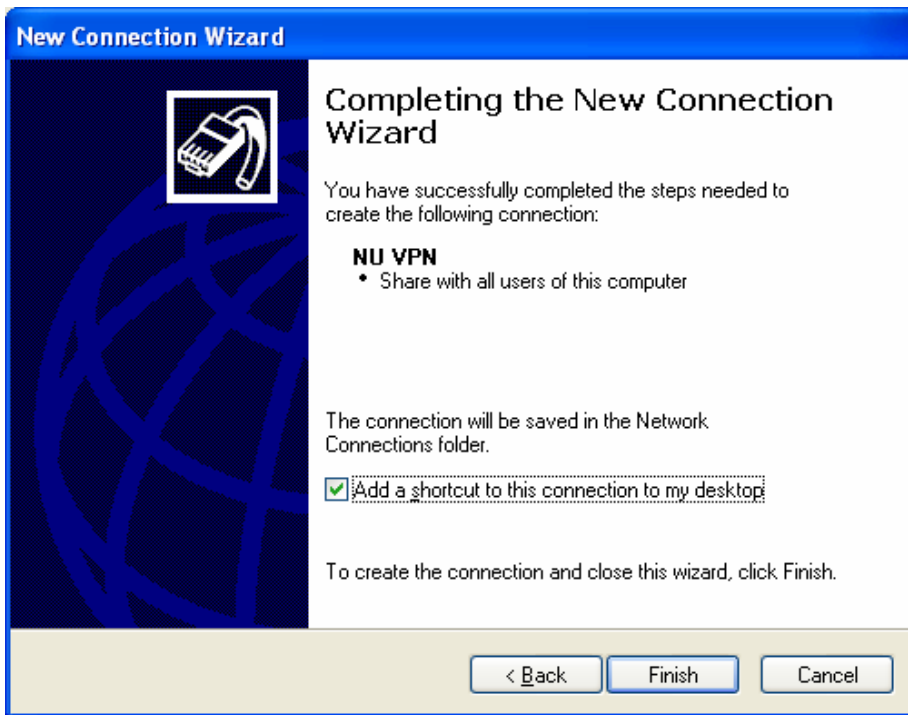 New Connection Wizard
Completing the New Connection
Wizard
You have successfully completed the steps needed to
create the following connection:
NU VPN
• Share with all users of this computer
The connection will be saved in the Network
Connections folder.
Add a shortcut to this connection to my desktop
To create the connection and close this wizard, click Finish.
< Back
Finish
Cancel